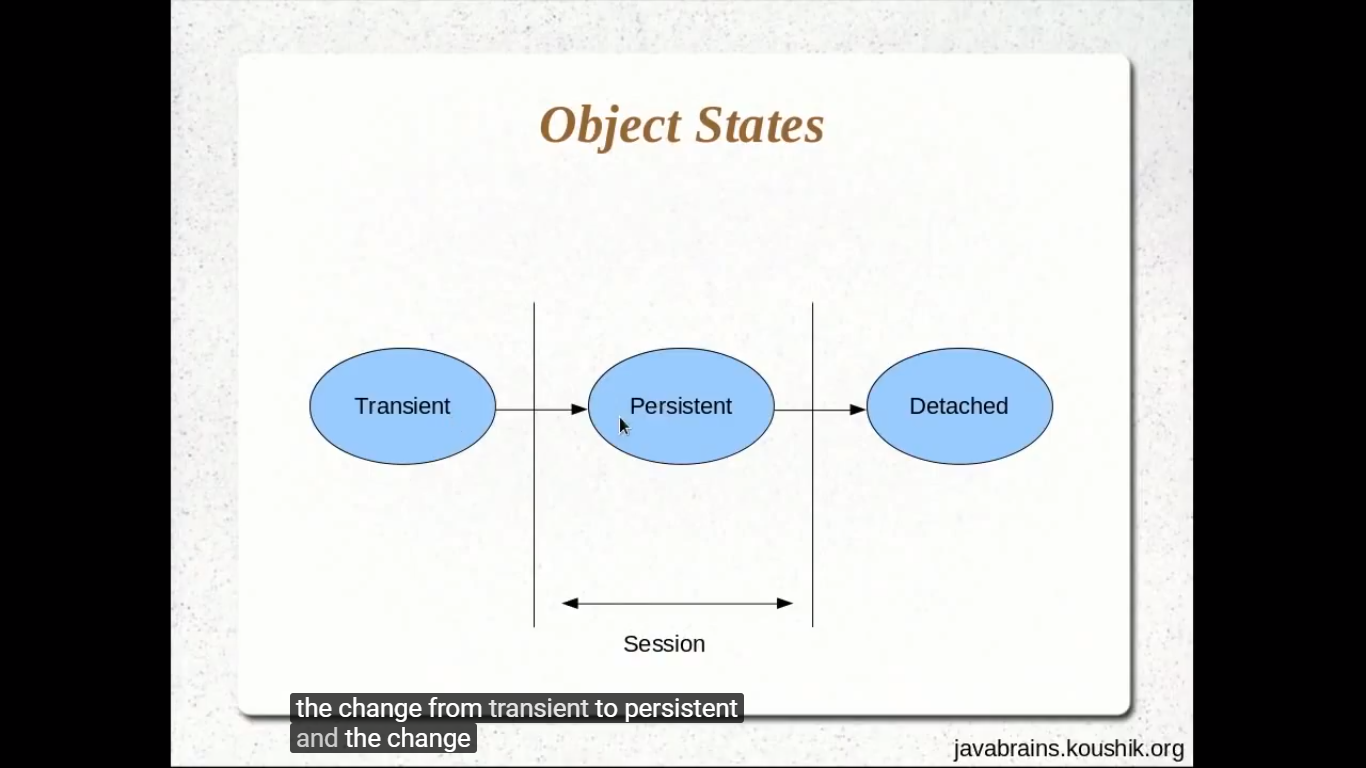 Object States
Transient
Persistent
Detached
Session
the change from transient to persistent
and the change
javabrains.koushik.org